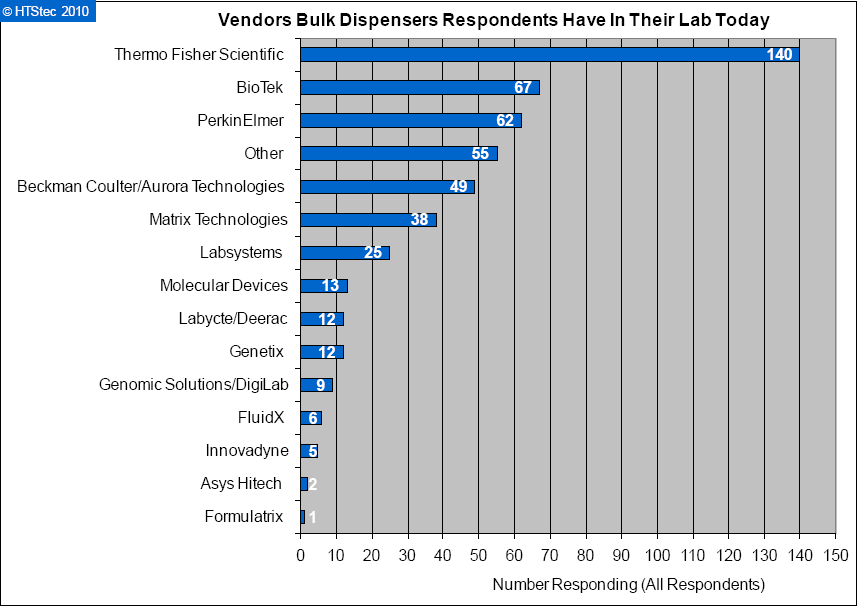 © HTStec 2010
Vendors Bulk Dispensers Respondents Have In Their Lab Today
Thermo Fisher Scientific 140
BioTek 67
PerkinElmer 62
Other 55
Beckman Coulter/Aurora Technologies 49
Matrix Technologies 38
Labsystems 25
Molecular Devices 13
Labycte/Deerac 12
Genetix 12
Genomic Solutions/DigiLab 9
FluidX 6
Innovadyne 5
Asys Hitech 2
Formulatrix 1
0 10 20 30 40 50 60 70 80 90 100 110 120 130 140 150
Number Responding (All Respondents)